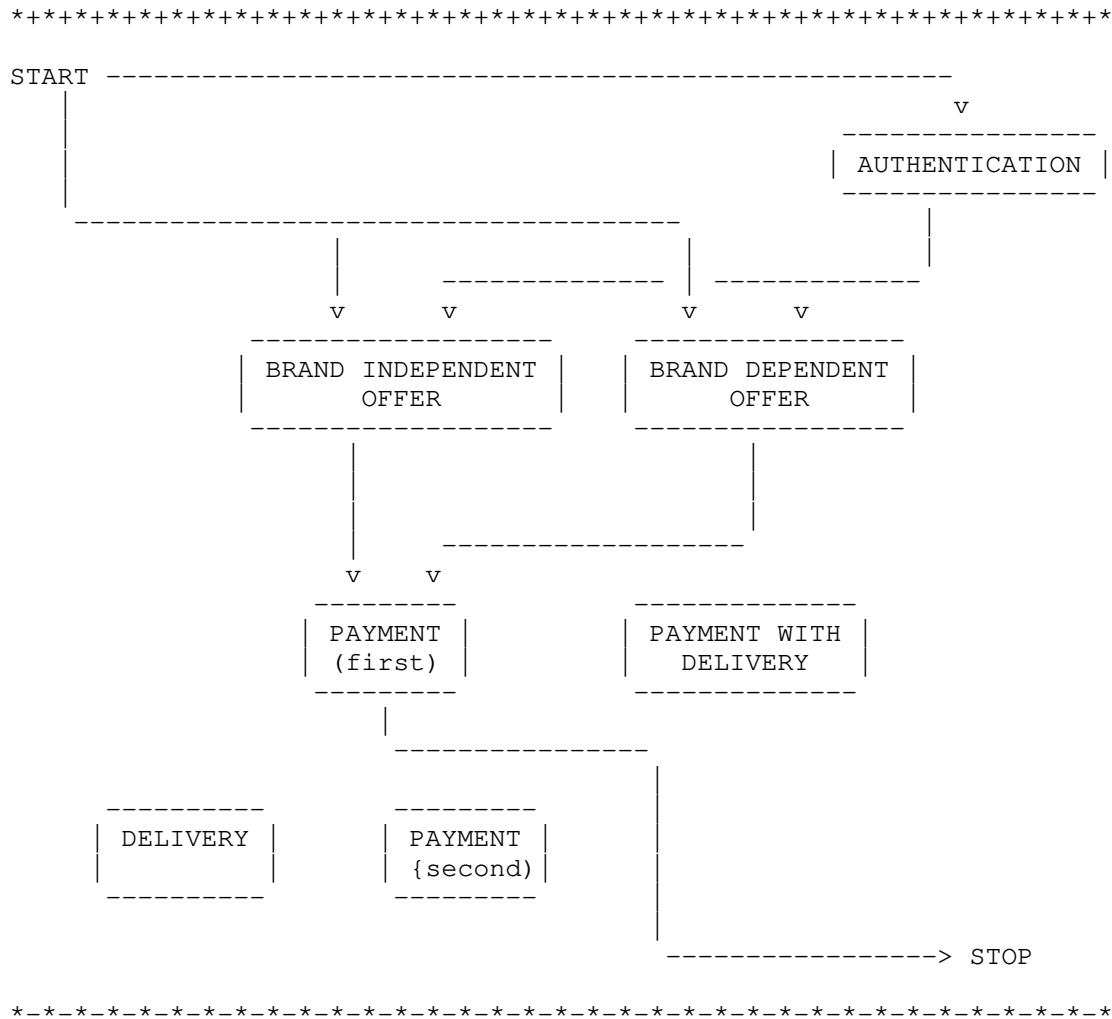 *+*+*+*+*+*+*+*+*+*+*+*+*+*+*+*+*+*+*+*+*+*+*+*+*+*+*+*+*+*+*+*+*+*+*
START
v
AUTHENTICATION
v v v v
BRAND INDEPENDENT BRAND DEPENDENT
OFFER OFFER
v v
PAYMENT PAYMENT WITH
(first) DELIVERY
DELIVERY PAYMENT
{second)
> STOP
*-*-*-*-*-*-*-*-*-*-*-*-*-*-*-*-*-*-*-*-*-*-*-*-*-*-*-*-*-*-*-*-*-*-*